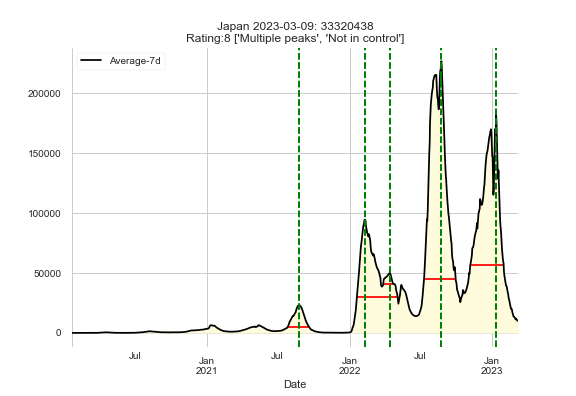 Japan 2023-03-09: 33320438
Rating:8 ['Multiple peaks', 'Not in control']
Average-7d
200000
150000
100000
50000
0
Jul
Jan
2021
Jul
Jan
2022
Jul
Jan
2023
Date